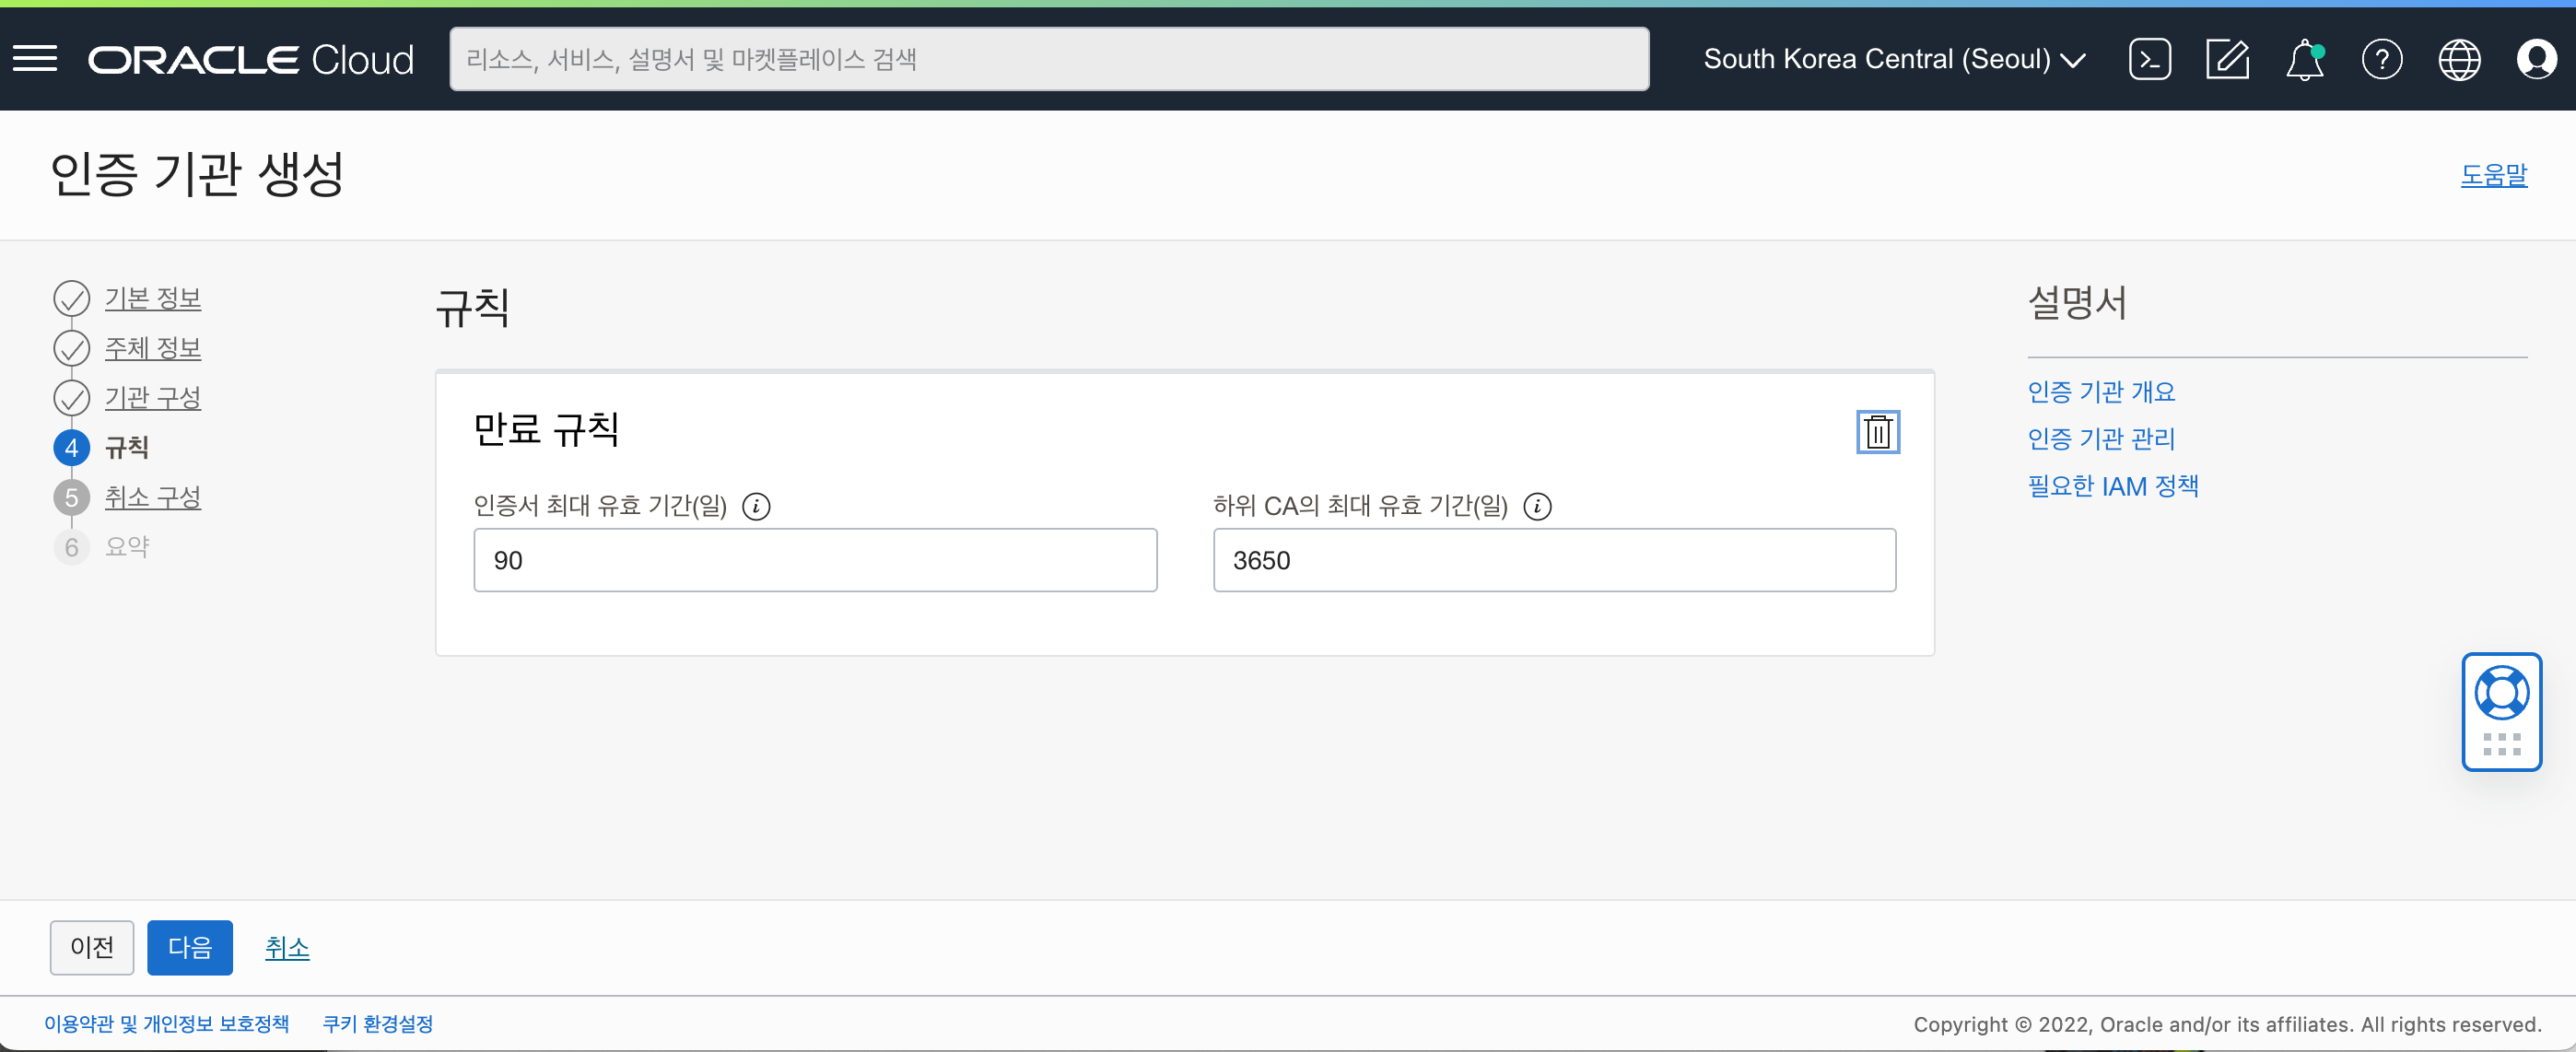 ORACLE Cloud
리소스, 서비스, 설명서 및 마켓플레이스 검색
South Korea Central (Seoul)
인증 기관 생성
도움말
기본 정보
주체 정보
기관 구성
4 규칙
5 취소 구성
6 요약
규칙
만료 규칙
인증서 최대 유효 기간(일)
90
하위 CA의 최대 유효 기간(일)
3650
설명서
인증 기관 개요
인증 기관 관리
필요한 IAM 정책
이전
다음
취소
이용약관 및 개인정보 보호정책
쿠키 환경설정
Copyright © 2022, Oracle and/or its affiliates. All rights reserved.